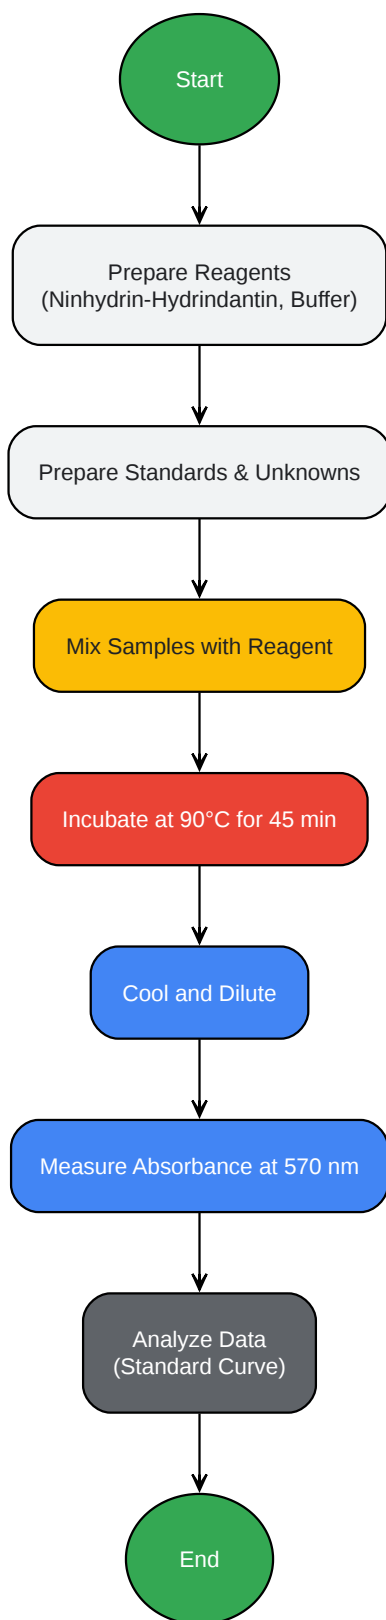 Start
Prepare Reagents
(Ninhydrin-Hydrindantin, Buffer)
Prepare Standards & Unknowns
Mix Samples with Reagent
Incubate at 90°C for 45 min
Cool and Dilute
Measure Absorbance at 570 nm
Analyze Data
(Standard Curve)
End